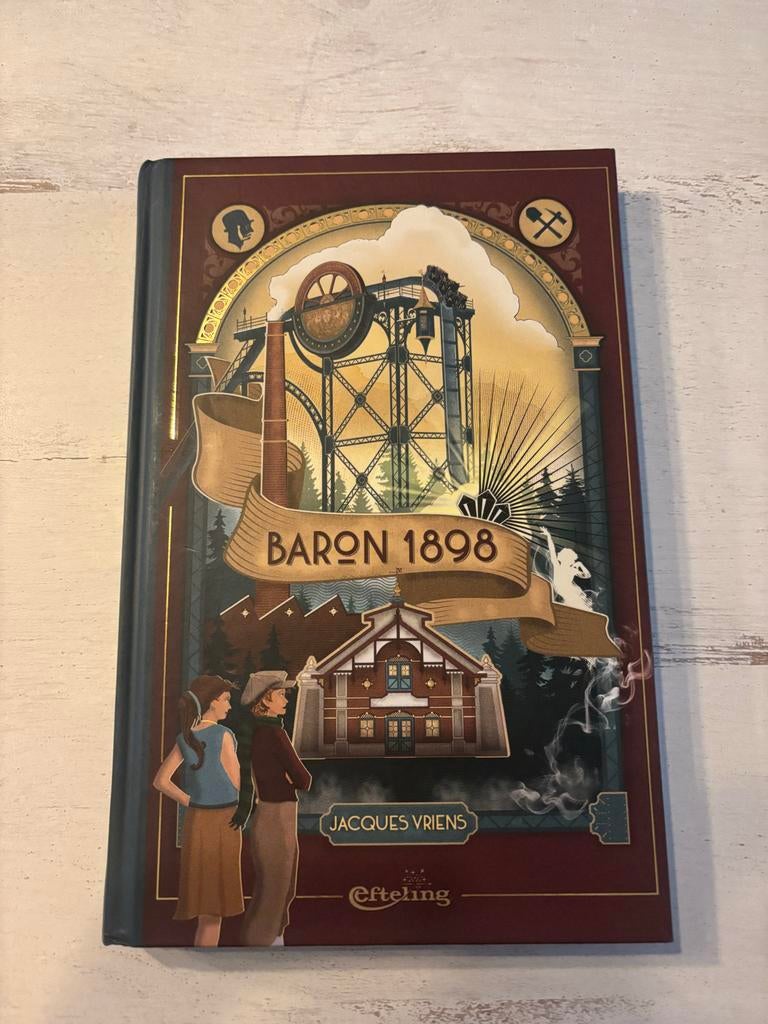 BARON 1898
JACQUES VRIENS
efteling